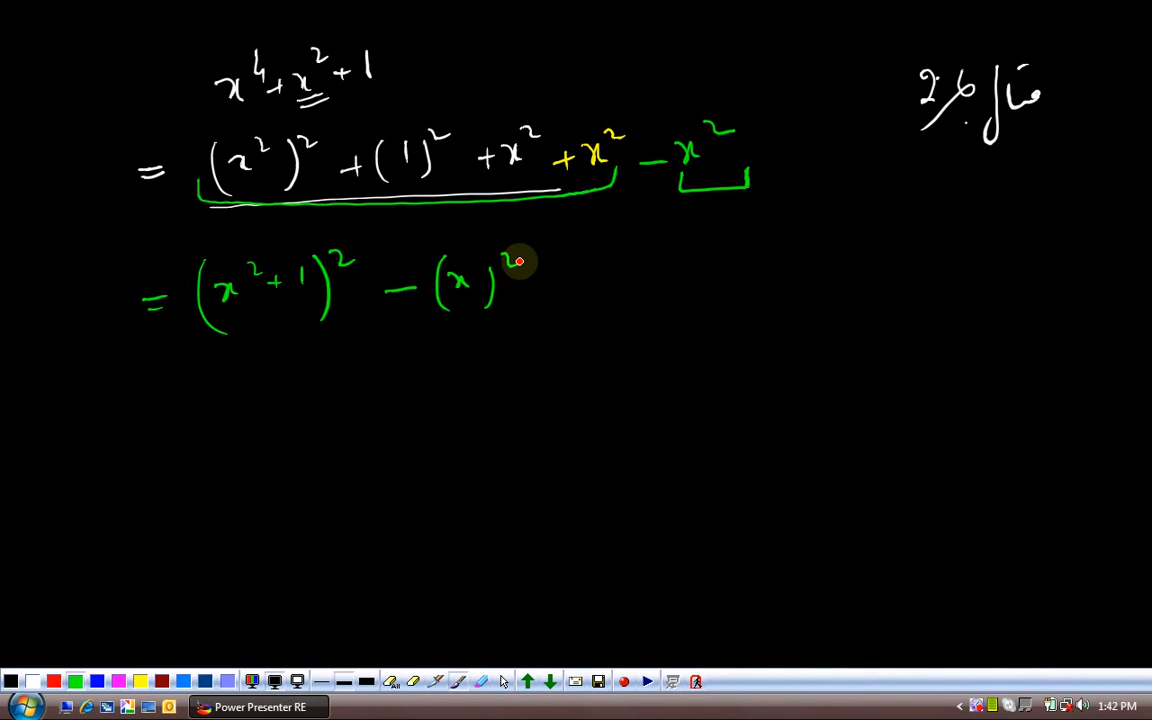 x⁴ + x² + 1
مثال 2.6
= (x²)² + (1)² + x² + x² − x²
= (x² + 1)² − (x)²
Power Presenter RE
1:42 PM